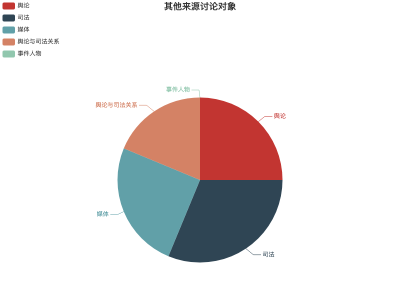 其他来源讨论对象
舆论
司法
媒体
舆论与司法关系
事件人物
事件人物
舆论与司法关系
舆论
媒体
司法